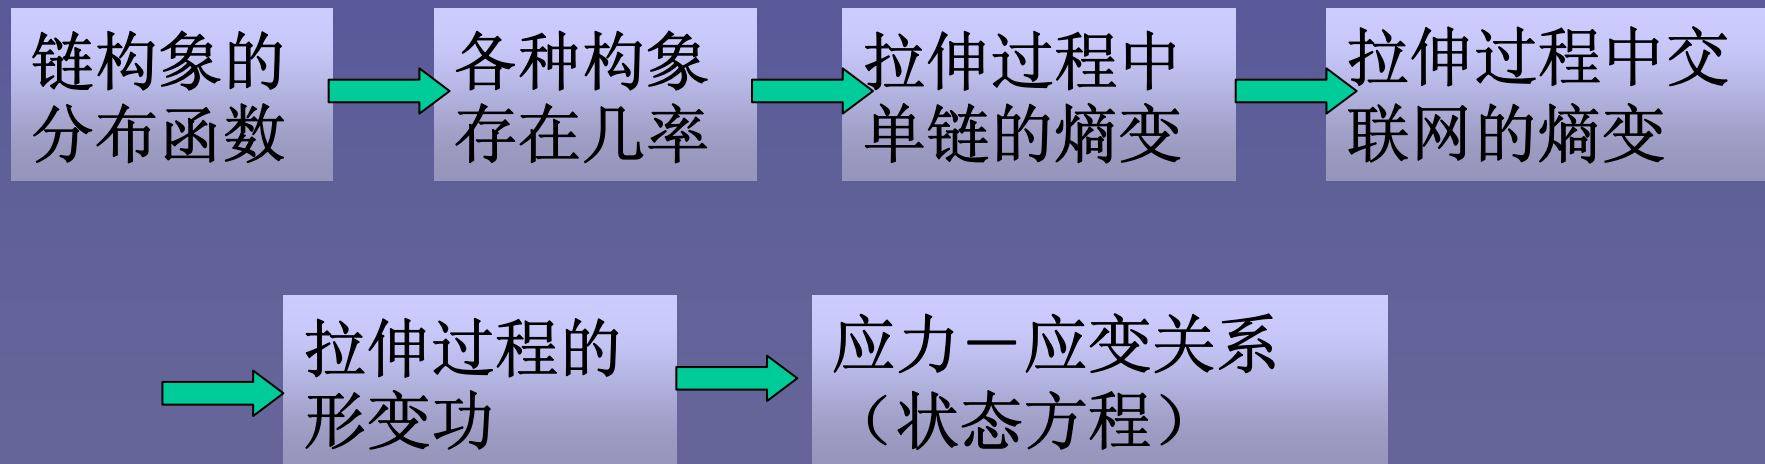 链构象的
分布函数
各种构象
存在几率
拉伸过程中
单链的熵变
拉伸过程中交
联网的熵变
拉伸过程的
形变功
应力－应变关系
（状态方程）